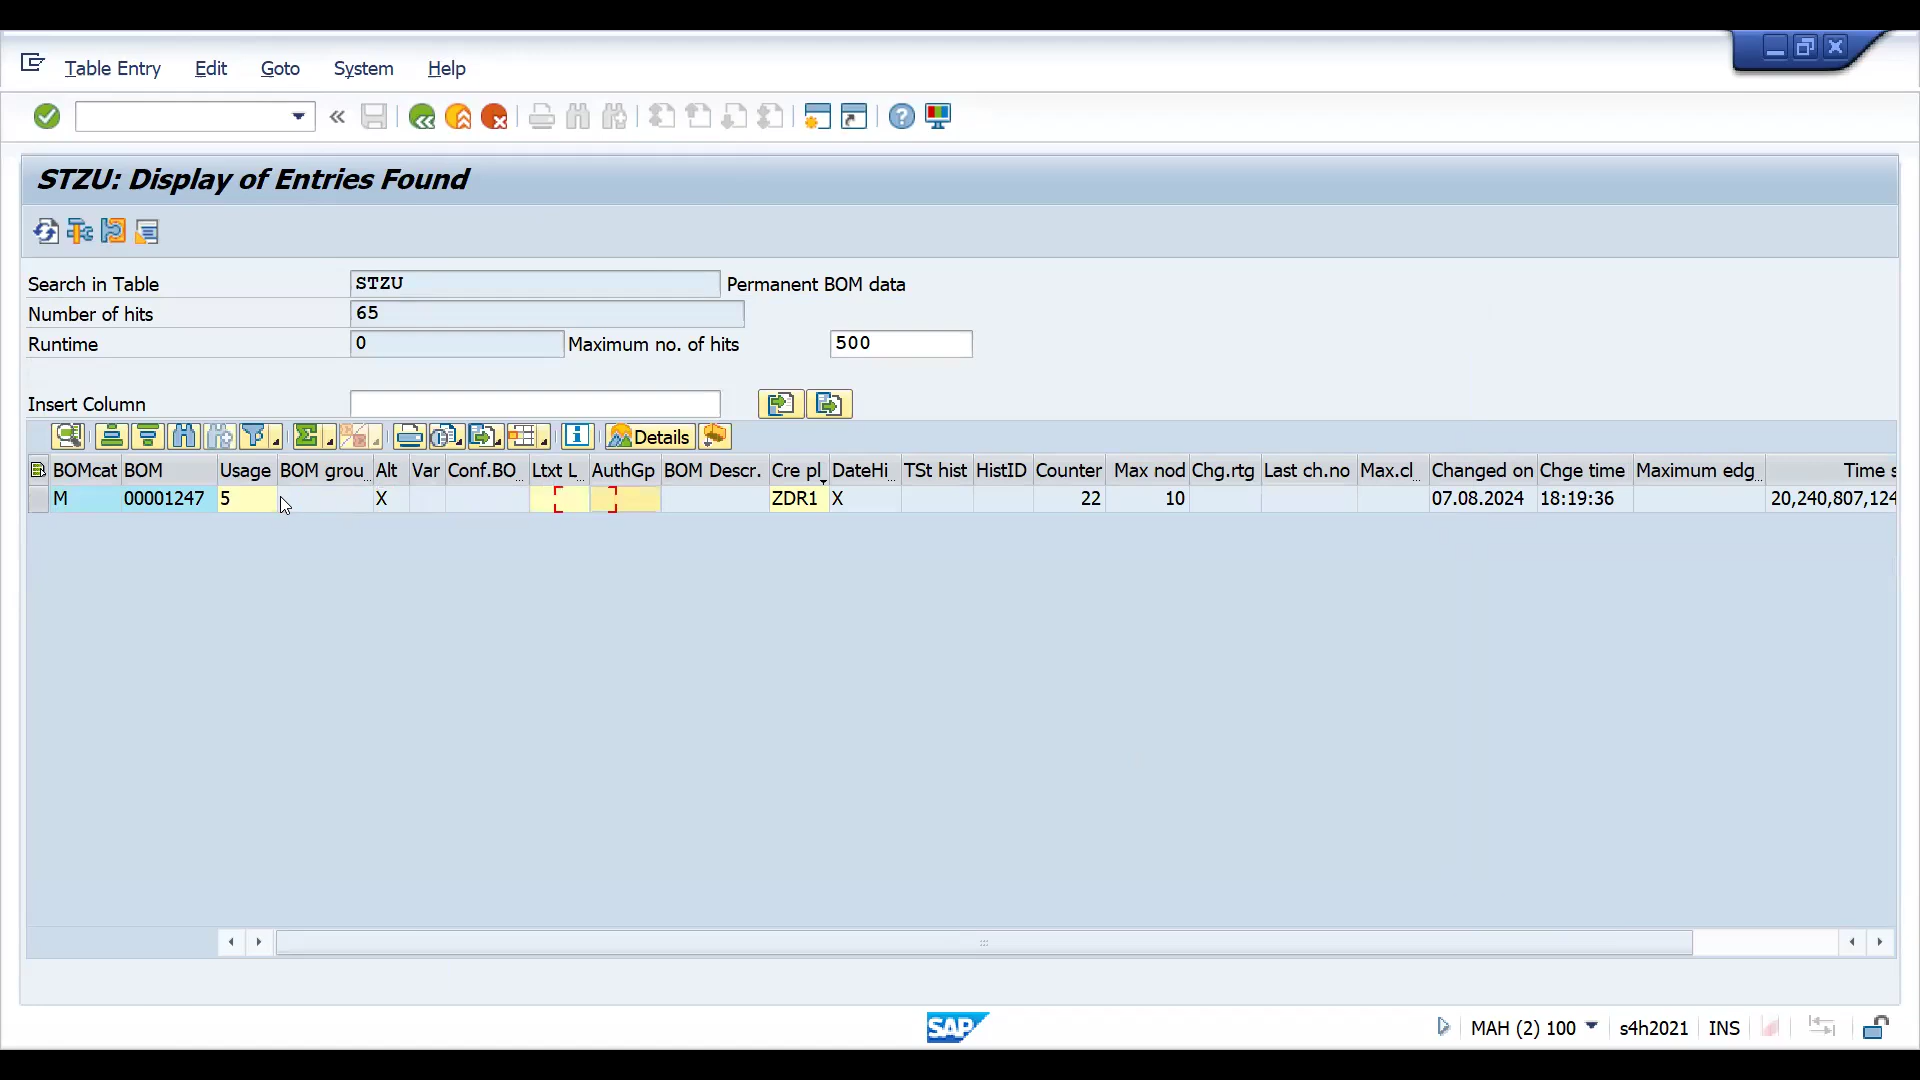 Table Entry Edit Goto System Help
STZU: Display of Entries Found
Search in Table STZU Permanent BOM data
Number of hits 65
Runtime 0 Maximum no. of hits 500
Insert Column
Details
BOMcat BOM Usage BOM grou... Alt Var Conf.BO... Ltxt L... AuthGp BOM Descr. Cre pl DateHi... TSt hist HistID Counter Max nod Chg.rtg Last ch.no Max.cl... Changed on Chge time Maximum edg... Time s
M 00001247 5 X ZDR1 X 22 10 07.08.2024 18:19:36 20,240,807,124
SAP MAH (2) 100 s4h2021 INS